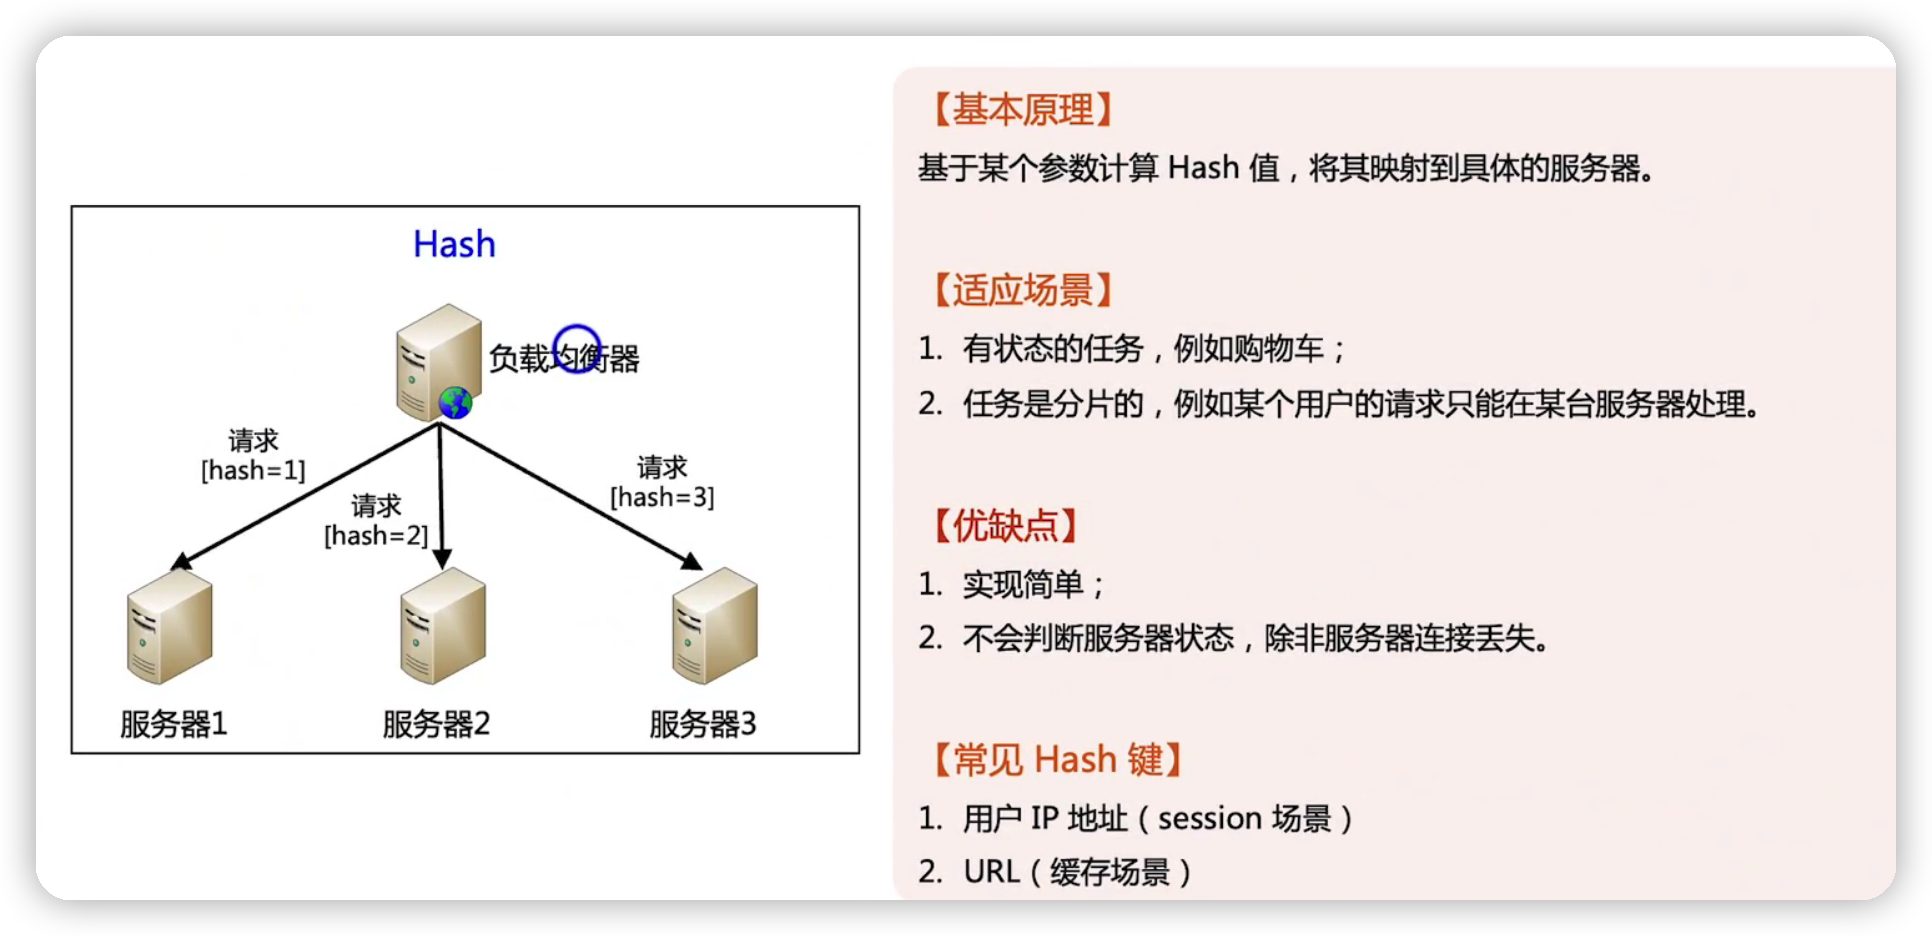 Hash
负载均衡器
请求
[hash=1]
请求
[hash=2]
请求
[hash=3]
服务器1
服务器2
服务器3
【基本原理】
基于某个参数计算 Hash 值，将其映射到具体的服务器。
【适应场景】
1. 有状态的任务，例如购物车；
2. 任务是分片的，例如某个用户的请求只能在某台服务器处理。
【优缺点】
1. 实现简单；
2. 不会判断服务器状态，除非服务器连接丢失。
【常见 Hash 键】
1. 用户 IP 地址（session 场景）
2. URL（缓存场景）